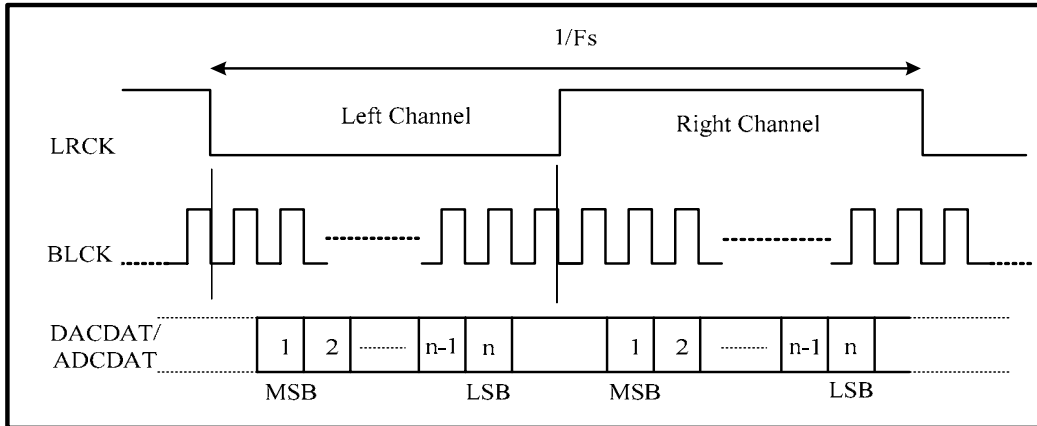 1/Fs
LRCK Left Channel Right Channel
BLCK
DACDAT/
ADCDAT
1 2 n-1 n 1 2 n-1 n
MSB LSB MSB LSB